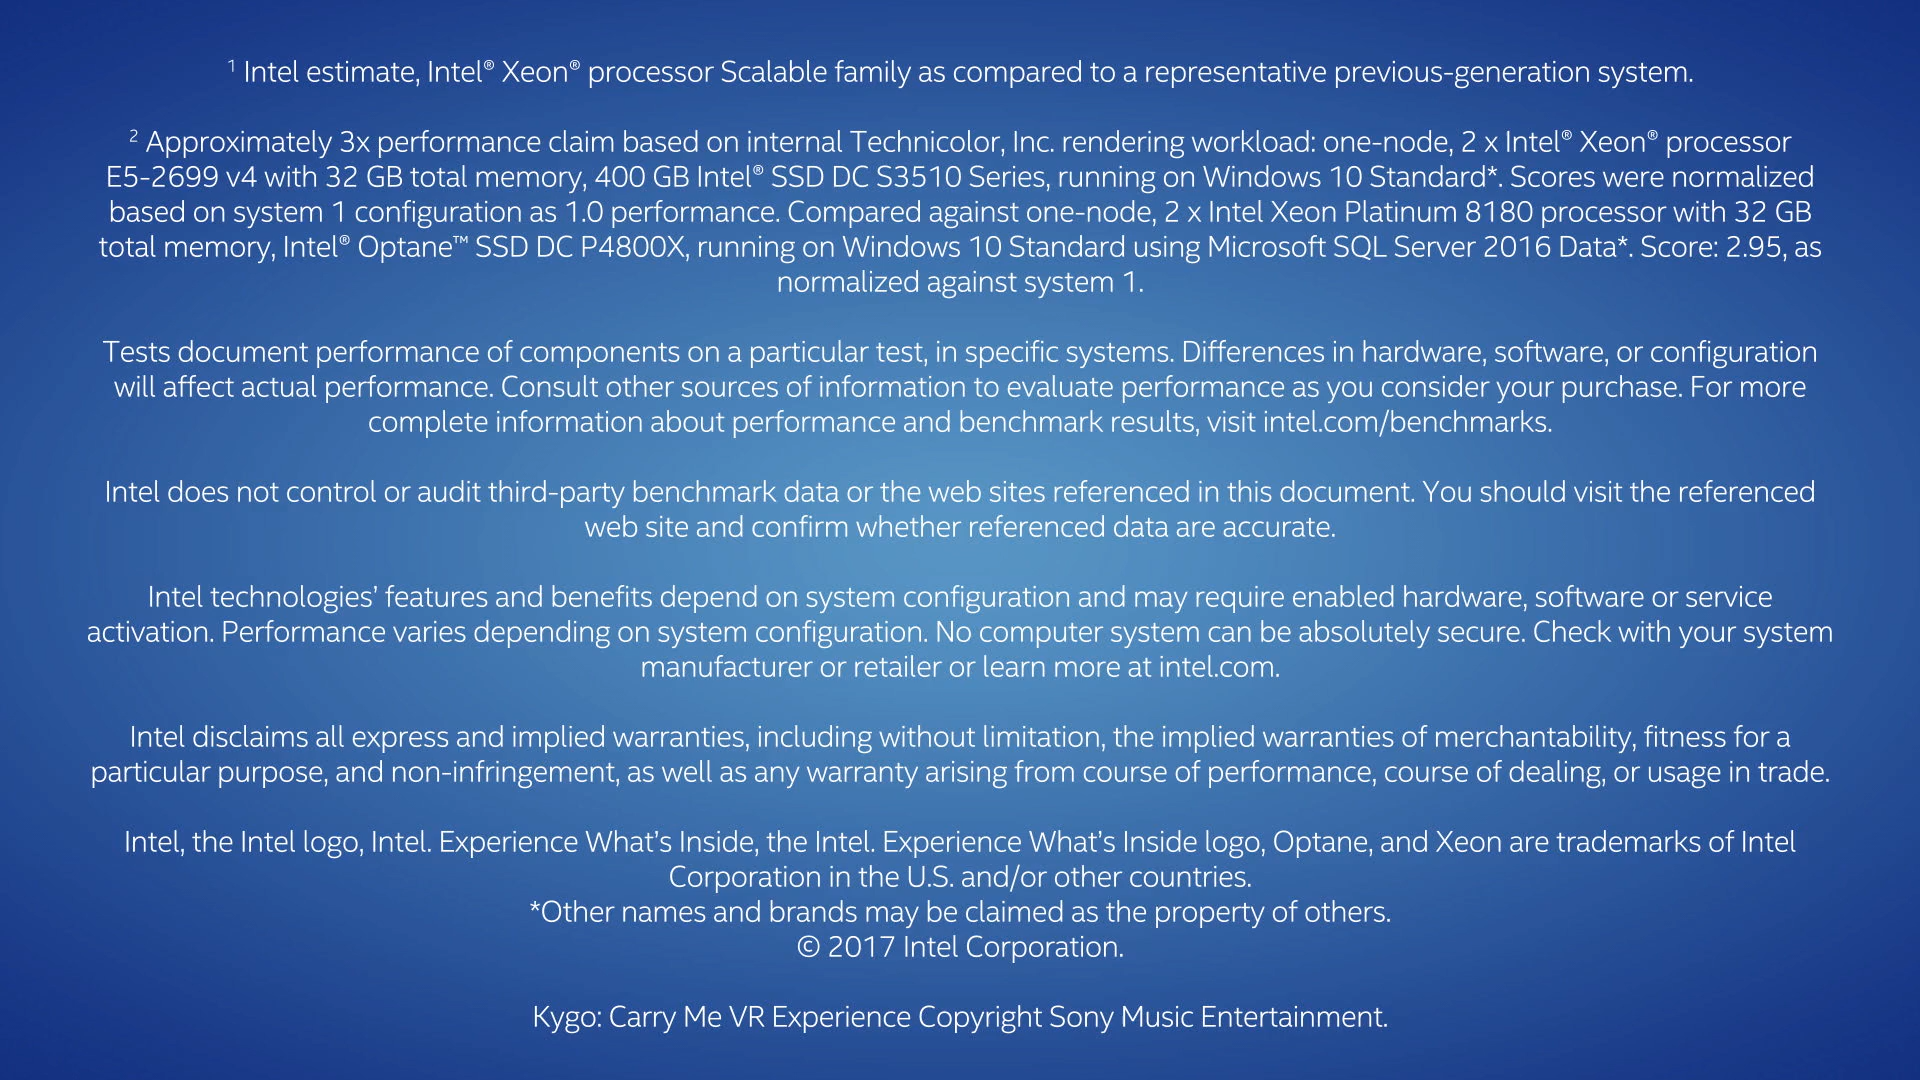 ¹ Intel estimate, Intel® Xeon® processor Scalable family as compared to a representative previous-generation system.
² Approximately 3x performance claim based on internal Technicolor, Inc. rendering workload: one-node, 2 x Intel® Xeon® processor
E5-2699 v4 with 32 GB total memory, 400 GB Intel® SSD DC S3510 Series, running on Windows 10 Standard*. Scores were normalized
based on system 1 configuration as 1.0 performance. Compared against one-node, 2 x Intel Xeon Platinum 8180 processor with 32 GB
total memory, Intel® Optane™ SSD DC P4800X, running on Windows 10 Standard using Microsoft SQL Server 2016 Data*. Score: 2.95, as
normalized against system 1.
Tests document performance of components on a particular test, in specific systems. Differences in hardware, software, or configuration
will affect actual performance. Consult other sources of information to evaluate performance as you consider your purchase. For more
complete information about performance and benchmark results, visit intel.com/benchmarks.
Intel does not control or audit third-party benchmark data or the web sites referenced in this document. You should visit the referenced
web site and confirm whether referenced data are accurate.
Intel technologies’ features and benefits depend on system configuration and may require enabled hardware, software or service
activation. Performance varies depending on system configuration. No computer system can be absolutely secure. Check with your system
manufacturer or retailer or learn more at intel.com.
Intel disclaims all express and implied warranties, including without limitation, the implied warranties of merchantability, fitness for a
particular purpose, and non-infringement, as well as any warranty arising from course of performance, course of dealing, or usage in trade.
Intel, the Intel logo, Intel. Experience What’s Inside, the Intel. Experience What’s Inside logo, Optane, and Xeon are trademarks of Intel
Corporation in the U.S. and/or other countries.
*Other names and brands may be claimed as the property of others.
© 2017 Intel Corporation.
Kygo: Carry Me VR Experience Copyright Sony Music Entertainment.